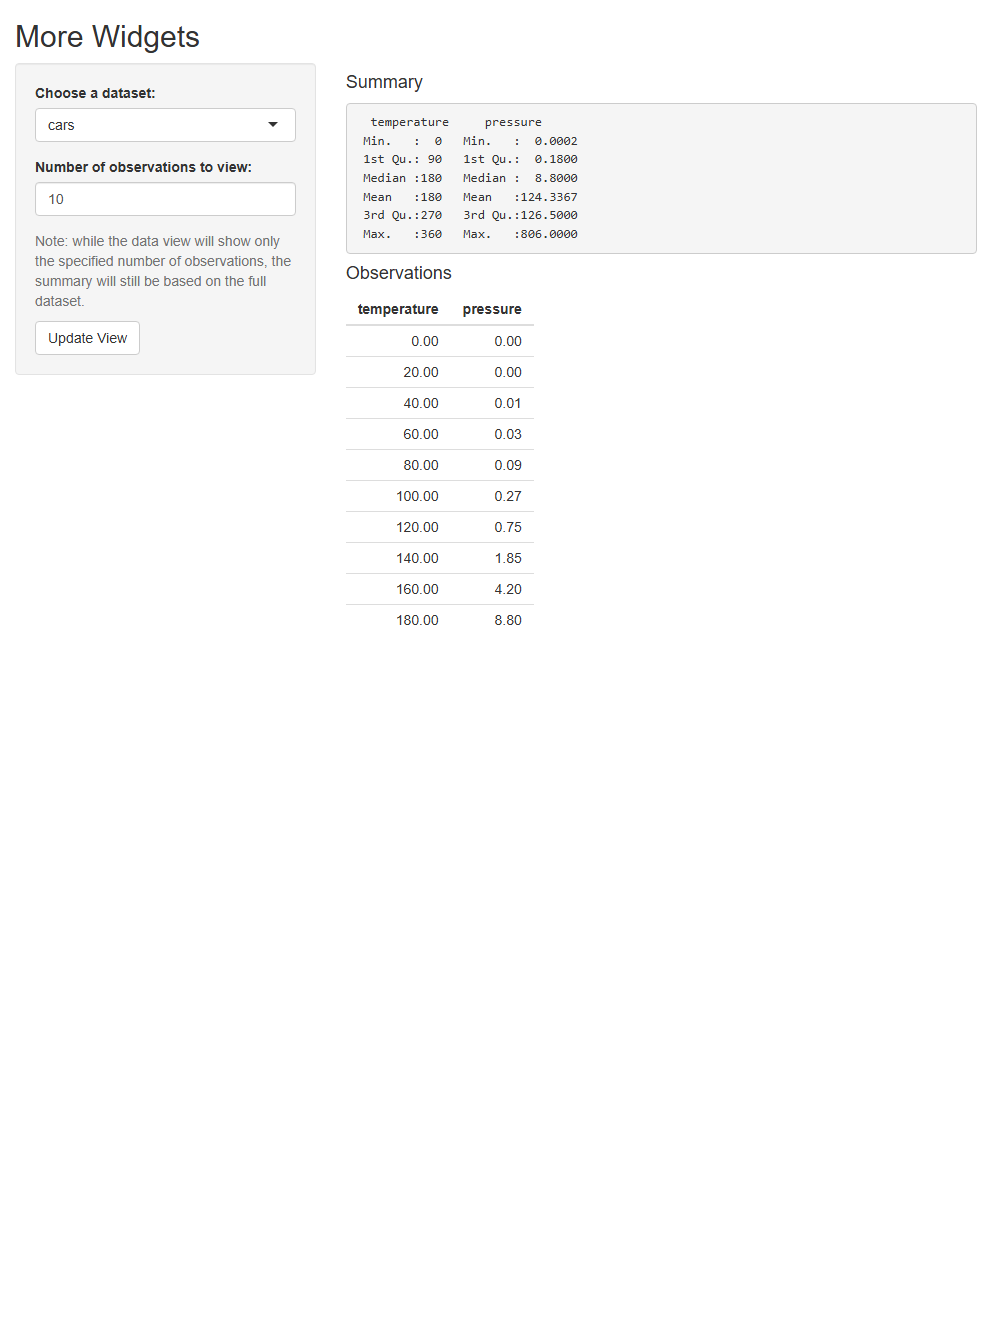 More Widgets
Choose a dataset:
cars
Number of observations to view:
10
Note: while the data view will show only
the specified number of observations, the
summary will still be based on the full
dataset.
Update View
Summary
temperature pressure
Min. : 0 Min. : 0.0002
1st Qu.: 90 1st Qu.: 0.1800
Median :180 Median : 8.8000
Mean :180 Mean :124.3367
3rd Qu.:270 3rd Qu.:126.5000
Max. :360 Max. :806.0000
Observations
temperature pressure
0.00 0.00
20.00 0.00
40.00 0.01
60.00 0.03
80.00 0.09
100.00 0.27
120.00 0.75
140.00 1.85
160.00 4.20
180.00 8.80